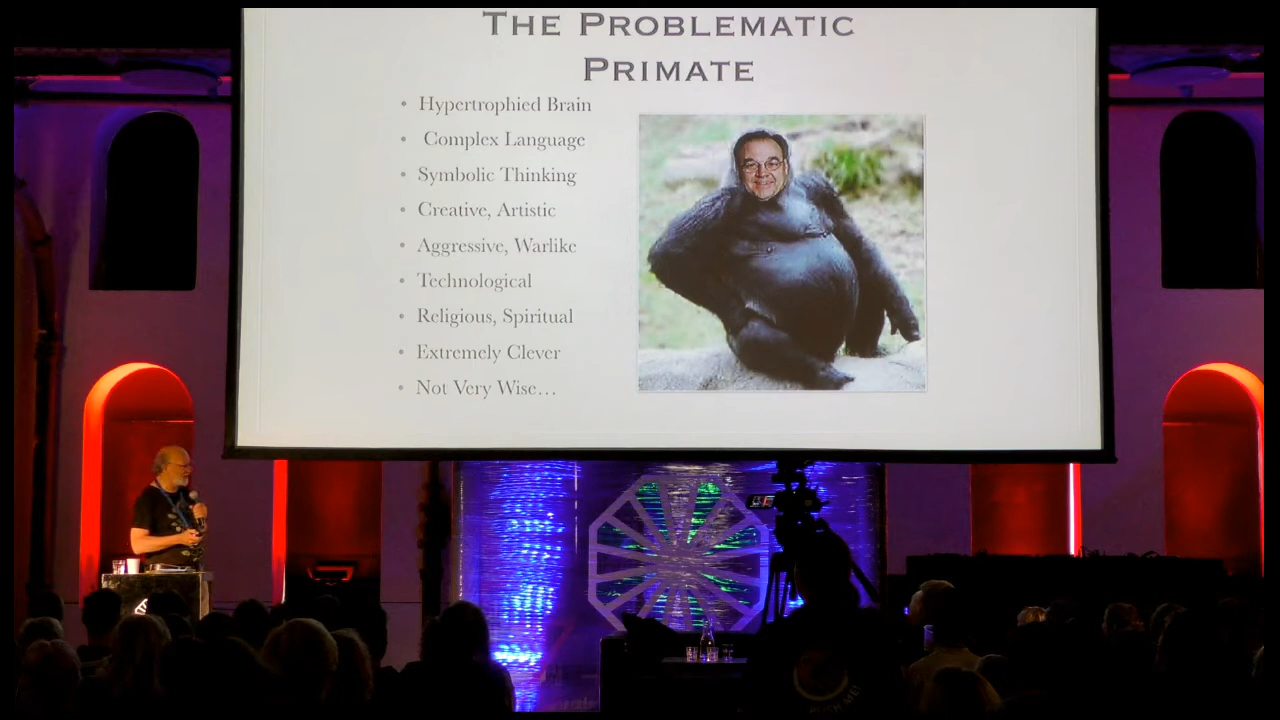 THE PROBLEMATIC
PRIMATE
• Hypertrophied Brain
• Complex Language
• Symbolic Thinking
• Creative, Artistic
• Aggressive, Warlike
• Technological
• Religious, Spiritual
• Extremely Clever
• Not Very Wise…